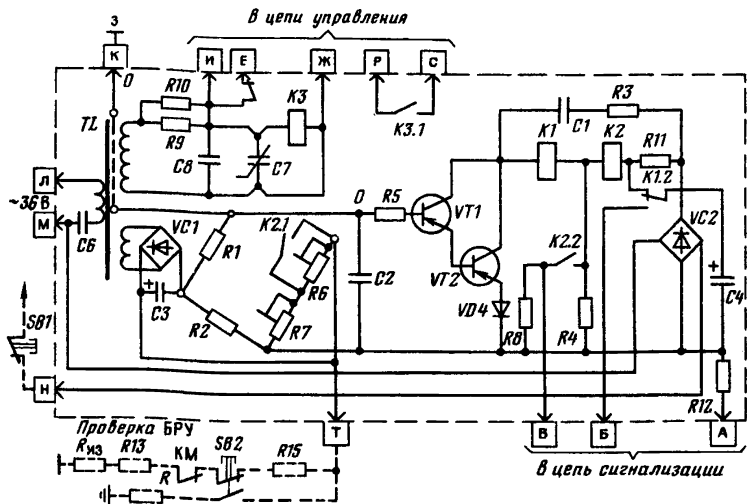 В цепи управления
З
К
И
Е
Ж
Р
С
О
R10
К3
R3
TL
R9
К3.1
C1
К1
К2
R11
C8
C7
Л
К1.2
~36В
О
R5
VT1
М
C6
VC1
К2.1
VC2
R1
К2.2
VT2
R6
C2
+
C4
+
C3
VD4
SB1
R2
R7
R8
R4
Н
R12
Проверка БРУ
Т
В
Б
А
Rиз
R13
КМ
SB2
R15
R
В цепь сигнализации